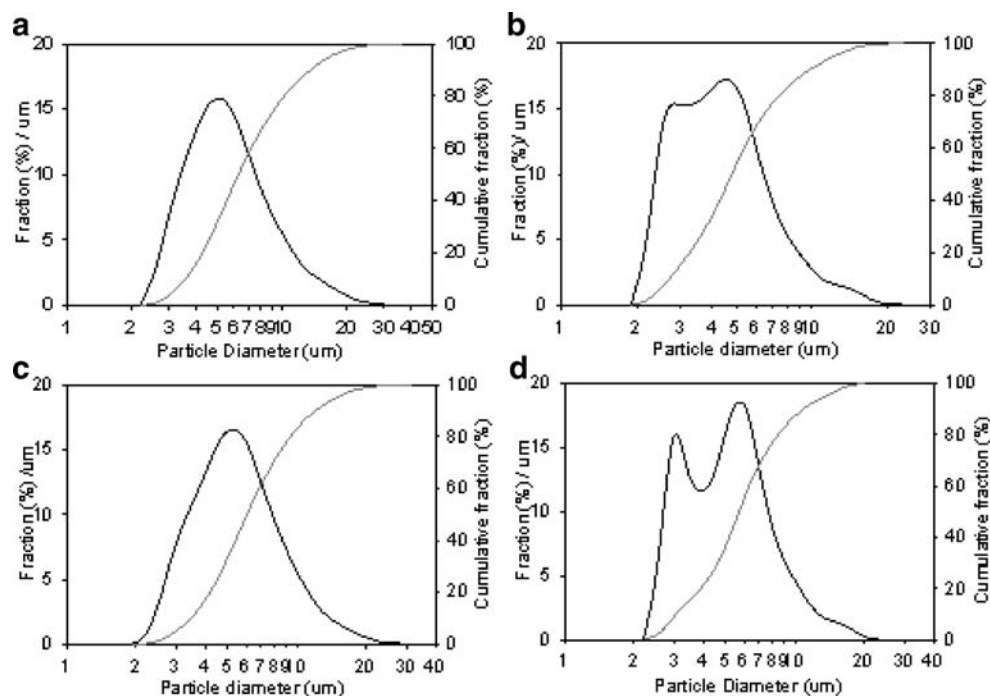 a
20
15
10
5
0
Fraction (%) / um
100
80
60
40
20
0
Cumulative fraction (%)
1 2 3 4 5 6 7 8 9 10 20 30 40 50
Particle Diameter (um)
b
20
15
10
5
0
Fraction (%)/ um
100
80
60
40
20
0
Cumulative fraction (%)
1 2 3 4 5 6 7 8 9 10 20 30
Particle diameter (um)
c
20
15
10
5
0
Fraction (%) /um
100
80
60
40
20
0
Cumulative fraction (%)
1 2 3 4 5 6 7 8 9 10 20 30 40
Particle diameter (um)
d
20
15
10
5
0
Fraction (%) / um
100
80
60
40
20
0
Cumulative fraction (%)
1 2 3 4 5 6 7 8 9 10 20 30 40
Particle Diameter (um)